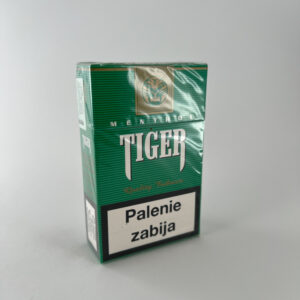 MENTHOL
TIGER
Palenie
zabija